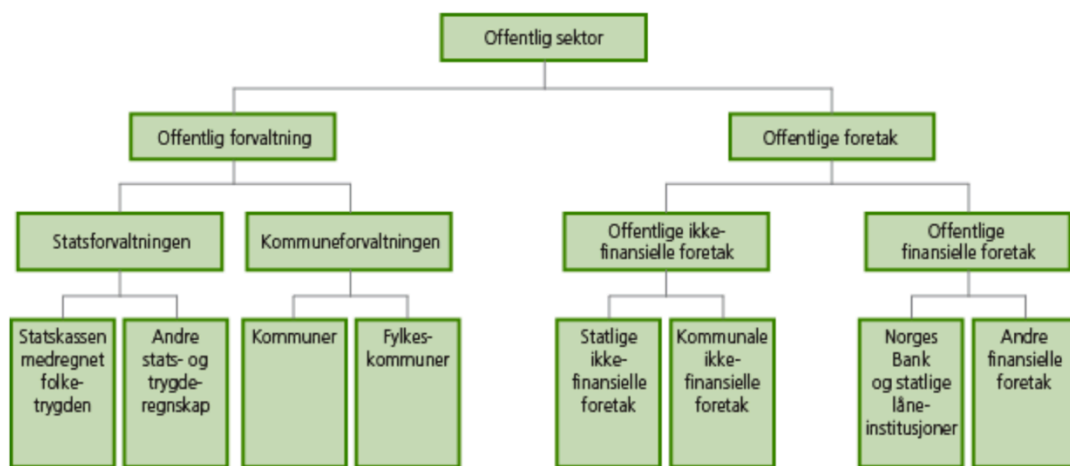 Offentlig sektor
Offentlig forvaltning
Offentlige foretak
Statsforvaltningen
Kommuneforvaltningen
Offentlige ikke-
finansielle foretak
Offentlige
finansielle foretak
Statskassen
medregnet
folke-
trygden
Andre
stats- og
trygde-
regnskap
Kommuner
Fylkes-
kommuner
Statlige
ikke-
finansielle
foretak
Kommunale
ikke-
finansielle
foretak
Norges
Bank
og statlige
låne-
institusjoner
Andre
finansielle
foretak